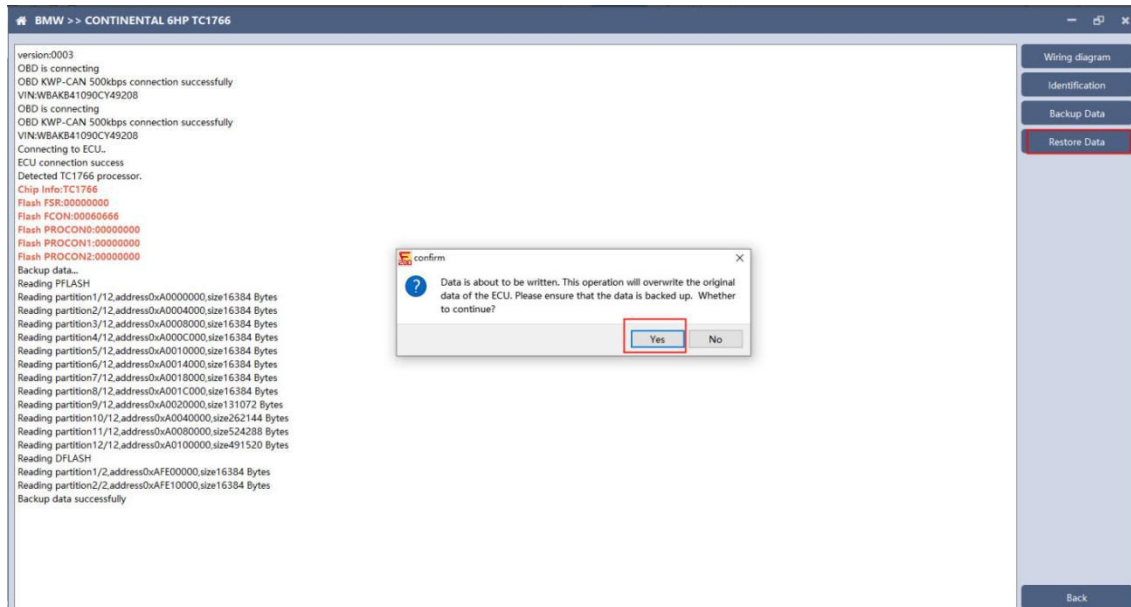 BMW >> CONTINENTAL 6HP TC1766
version:0003
OBD is connecting
OBD KWP-CAN 500kbps connection successfully
VIN:WBAKB41090CY49208
OBD is connecting
OBD KWP-CAN 500kbps connection successfully
VIN:WBAKB41090CY49208
Connecting to ECU..
ECU connection success
Detected TC1766 processor.
Chip Info:TC1766
Flash FSR:00000000
Flash FCON:00060666
Flash PROCON0:00000000
Flash PROCON1:00000000
Flash PROCON2:00000000
Backup data...
Reading PFLASH
Reading partition1/12,address0xA0000000,size16384 Bytes
Reading partition2/12,address0xA0004000,size16384 Bytes
Reading partition3/12,address0xA0008000,size16384 Bytes
Reading partition4/12,address0xA000C000,size16384 Bytes
Reading partition5/12,address0xA0010000,size16384 Bytes
Reading partition6/12,address0xA0014000,size16384 Bytes
Reading partition7/12,address0xA0018000,size16384 Bytes
Reading partition8/12,address0xA001C000,size16384 Bytes
Reading partition9/12,address0xA0020000,size131072 Bytes
Reading partition10/12,address0xA0040000,size262144 Bytes
Reading partition11/12,address0xA0080000,size524288 Bytes
Reading partition12/12,address0xA0100000,size491520 Bytes
Reading DFLASH
Reading partition1/2,address0xAFE00000,size16384 Bytes
Reading partition2/2,address0xAFE10000,size16384 Bytes
Backup data successfully
confirm
Data is about to be written. This operation will overwrite the original
data of the ECU. Please ensure that the data is backed up. Whether
to continue?
Yes
No
Wiring diagram
Identification
Backup Data
Restore Data
Back